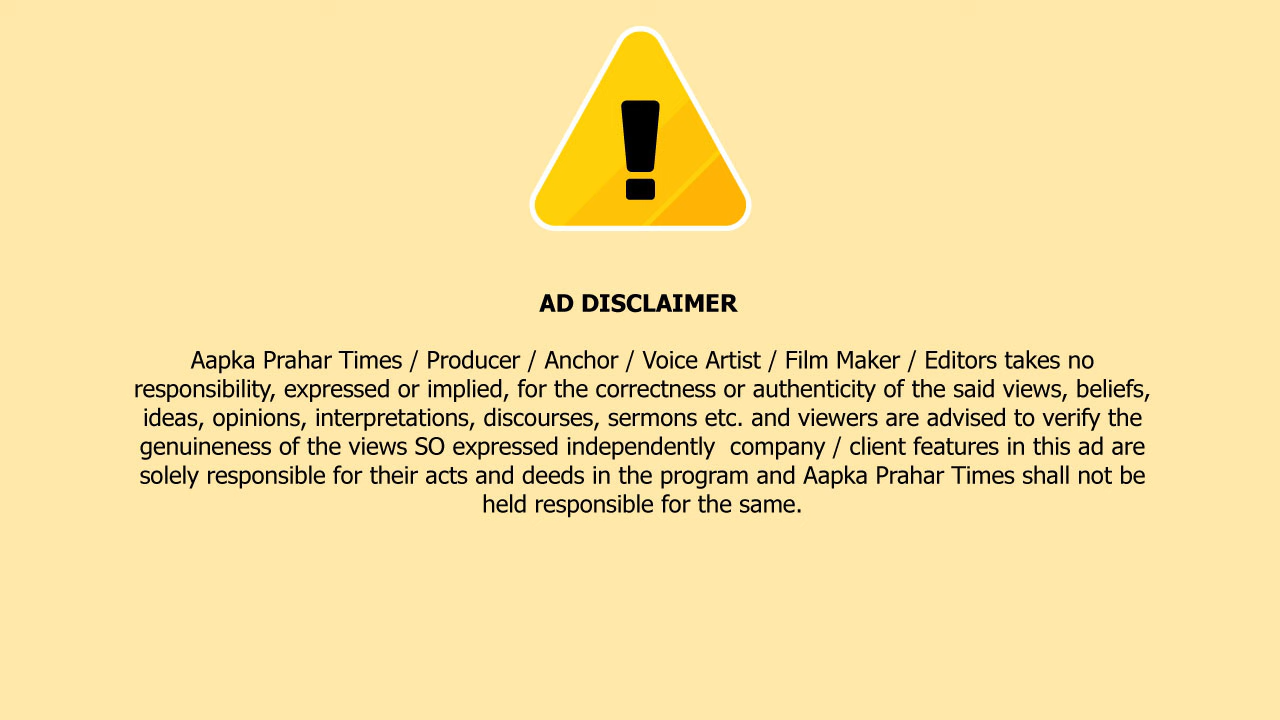 AD DISCLAIMER
Aapka Prahar Times / Producer / Anchor / Voice Artist / Film Maker / Editors takes no
responsibility, expressed or implied, for the correctness or authenticity of the said views, beliefs,
ideas, opinions, interpretations, discourses, sermons etc. and viewers are advised to verify the
genuineness of the views SO expressed independently  company / client features in this ad are
solely responsible for their acts and deeds in the program and Aapka Prahar Times shall not be
held responsible for the same.